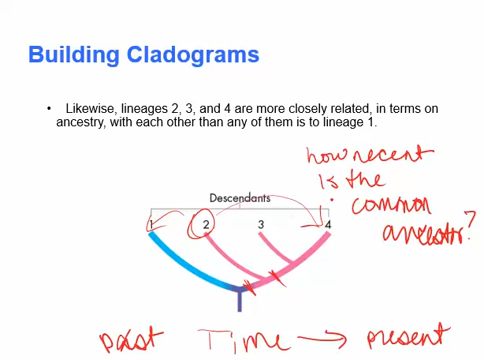 Building Cladograms
• Likewise, lineages 2, 3, and 4 are more closely related, in terms on
ancestry, with each other than any of them is to lineage 1.
how recent
is the
common
ancestor?
Descendants
1 2 3 4
past Time → present